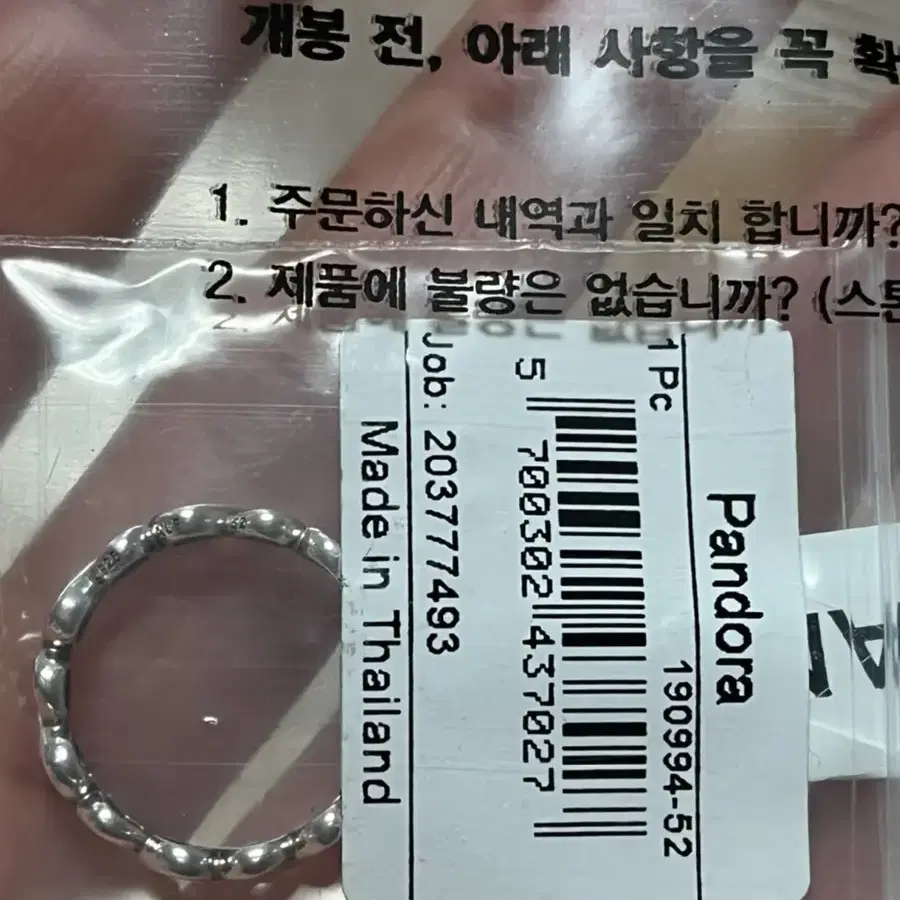 개봉 전, 아래 사항을 꼭 확
1. 주문하신 내역과 일치 합니까?
2. 제품에 불량은 없습니까? (스톤
Pandora
1 Pc 190994-52
5 700302 437027
Job: 203777493
Made in Thailand